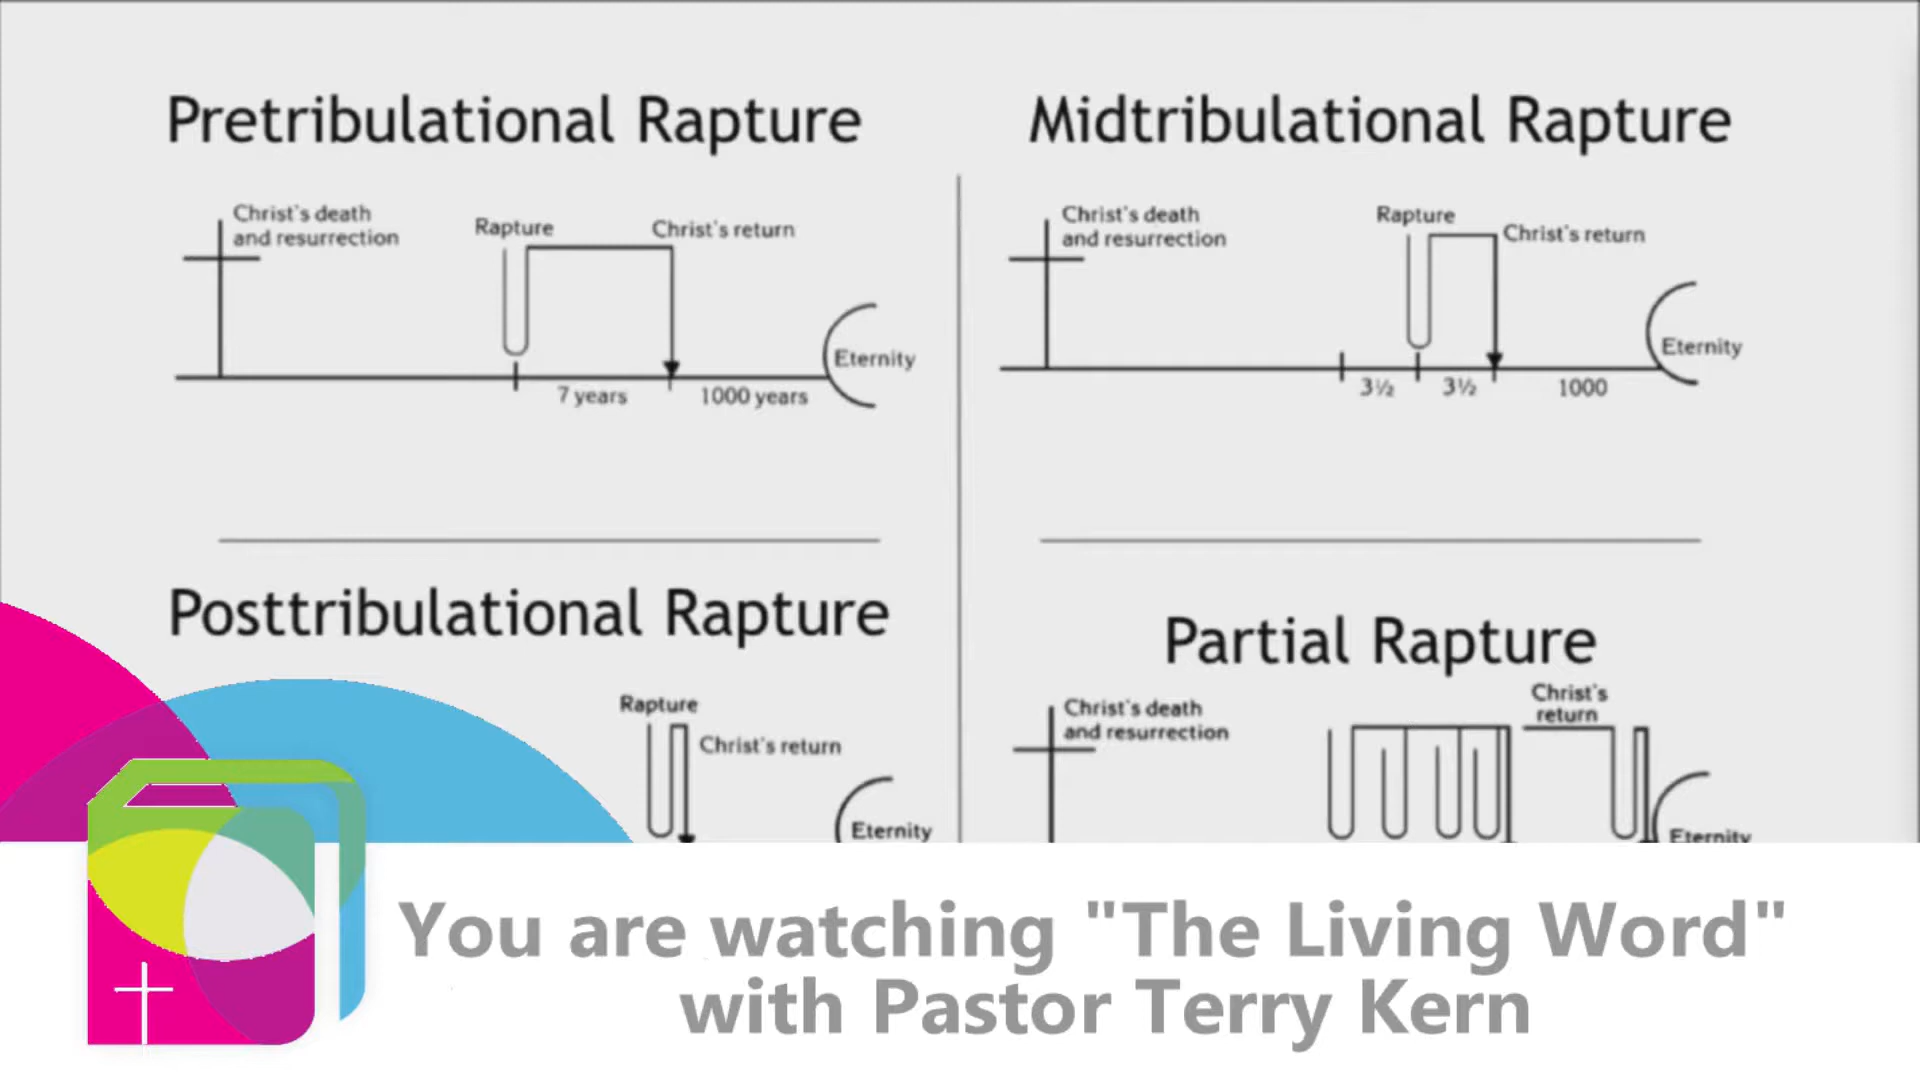 Pretribulational Rapture
Christ's death
and resurrection
Rapture
Christ's return
Eternity
7 years
1000 years
Midtribulational Rapture
Christ's death
and resurrection
Rapture
Christ's return
Eternity
3½
3½
1000
Posttribulational Rapture
Rapture
Christ's return
Eternity
Partial Rapture
Christ's death
and resurrection
Christ's
return
Eternity
You are watching "The Living Word"
with Pastor Terry Kern